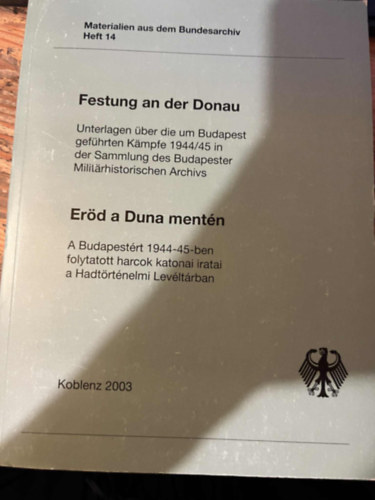 Materialien aus dem Bundesarchiv
Heft 14
Festung an der Donau
Unterlagen über die um Budapest
geführten Kämpfe 1944/45 in
der Sammlung des Budapester
Militärhistorischen Archivs
Eröd a Duna mentén
A Budapestért 1944-45-ben
folytatott harcok katonai iratai
a Hadtörténelmi Levéltárban
Koblenz 2003